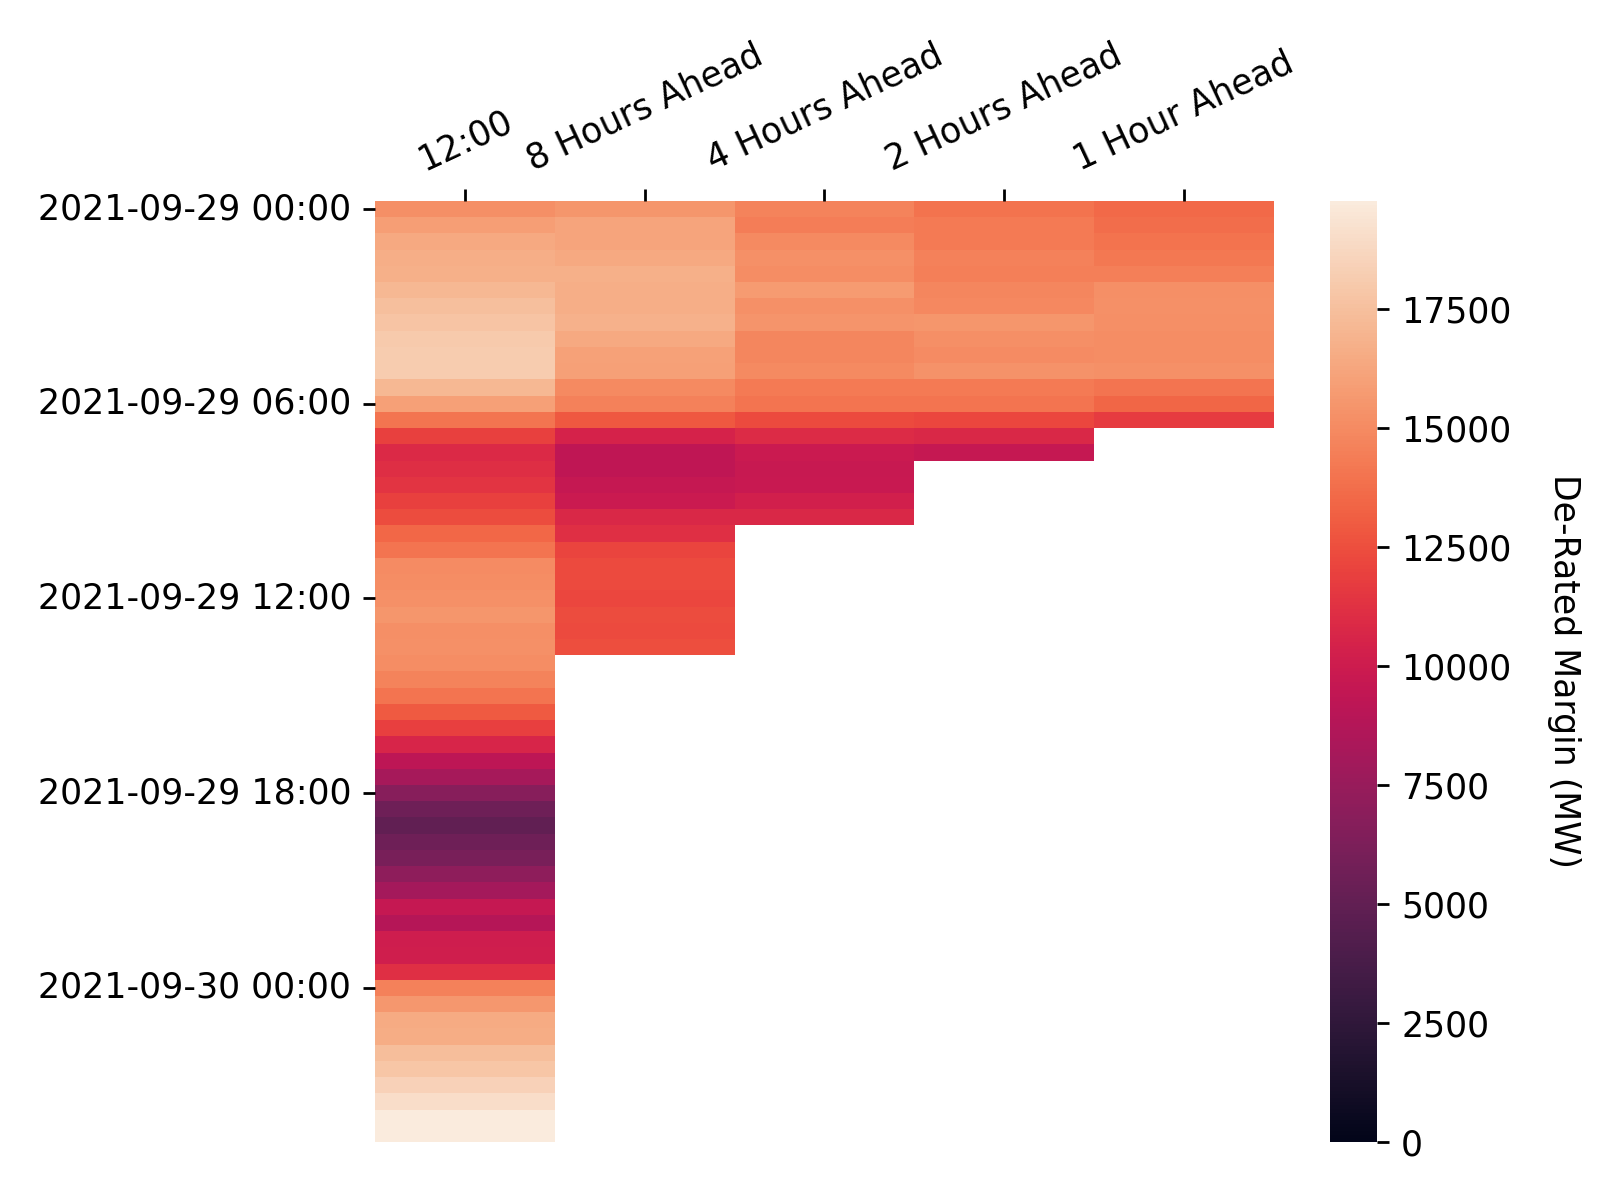 12:00
8 Hours Ahead
4 Hours Ahead
2 Hours Ahead
1 Hour Ahead
2021-09-29 00:00
2021-09-29 06:00
2021-09-29 12:00
2021-09-29 18:00
2021-09-30 00:00
17500
15000
12500
10000
7500
5000
2500
0
De-Rated Margin (MW)